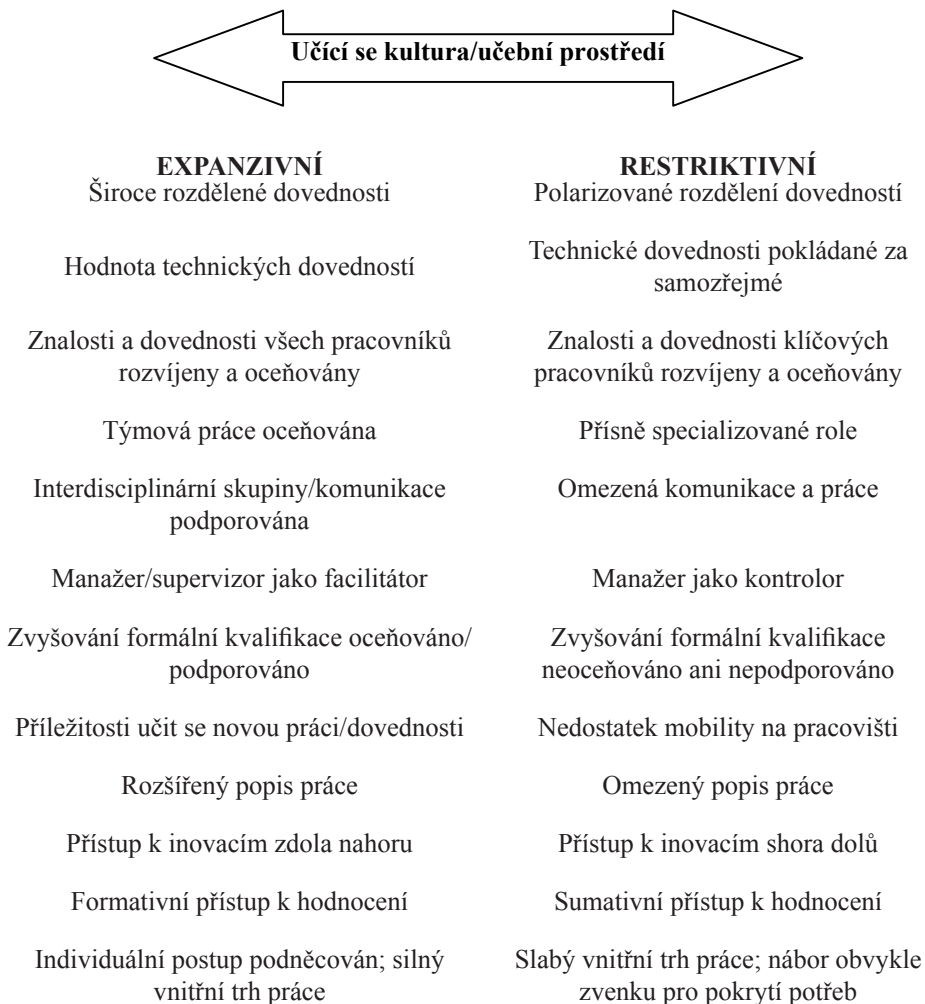 Učící se kultura/učební prostředí
EXPANZIVNÍ
RESTRIKTIVNÍ
Široce rozdělené dovednosti
Polarizované rozdělení dovedností
Hodnota technických dovedností
Technické dovednosti pokládané za
samozřejmé
Znalosti a dovednosti všech pracovníků
rozvíjeny a oceňovány
Znalosti a dovednosti klíčových
pracovníků rozvíjeny a oceňovány
Týmová práce oceňována
Přísně specializované role
Interdisciplinární skupiny/komunikace
podporována
Omezená komunikace a práce
Manažer/supervizor jako facilitátor
Manažer jako kontrolor
Zvyšování formální kvalifikace oceňováno/
podporováno
Zvyšování formální kvalifikace
neoceňováno ani nepodporováno
Příležitosti učit se novou práci/dovednosti
Nedostatek mobility na pracovišti
Rozšířený popis práce
Omezený popis práce
Přístup k inovacím zdola nahoru
Přístup k inovacím shora dolů
Formativní přístup k hodnocení
Sumativní přístup k hodnocení
Individuální postup podněcován; silný
vnitřní trh práce
Slabý vnitřní trh práce; nábor obvykle
zvenku pro pokrytí potřeb